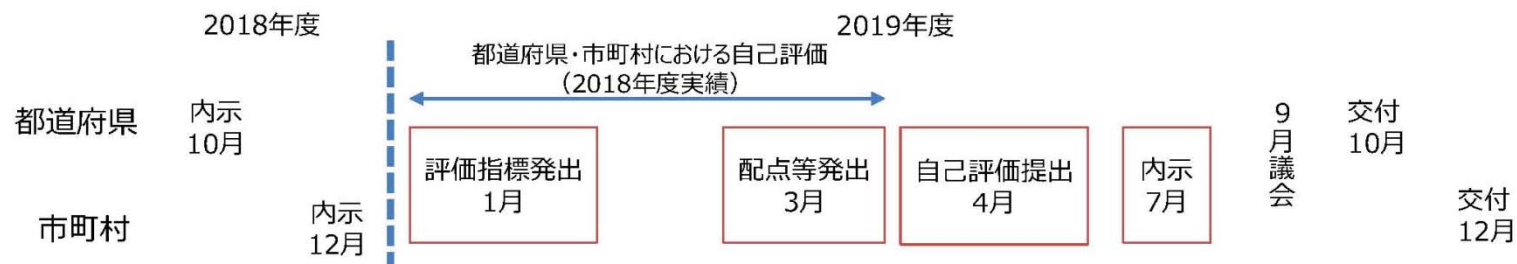 2018年度
2019年度
都道府県・市町村における自己評価
（2018年度実績）
都道府県
内示
10月
評価指標発出
1月
配点等発出
3月
自己評価提出
4月
内示
7月
9月議会
交付
10月
市町村
内示
12月
交付
12月